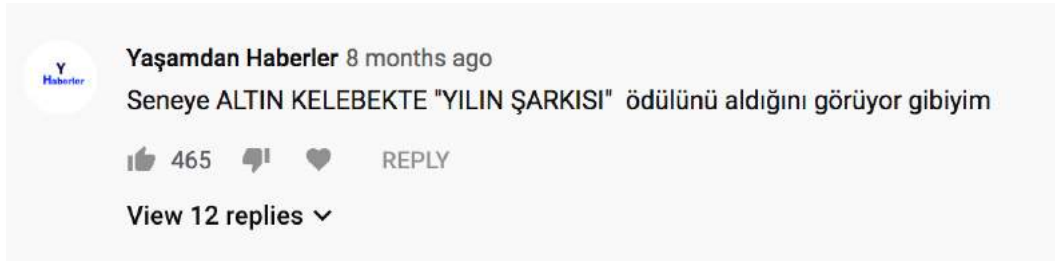 Y
Haberler
Yaşamdan Haberler 8 months ago
Seneye ALTIN KELEBEKTE "YILIN ŞARKISI" ödülünü aldığını görüyor gibiyim
465 REPLY
View 12 replies